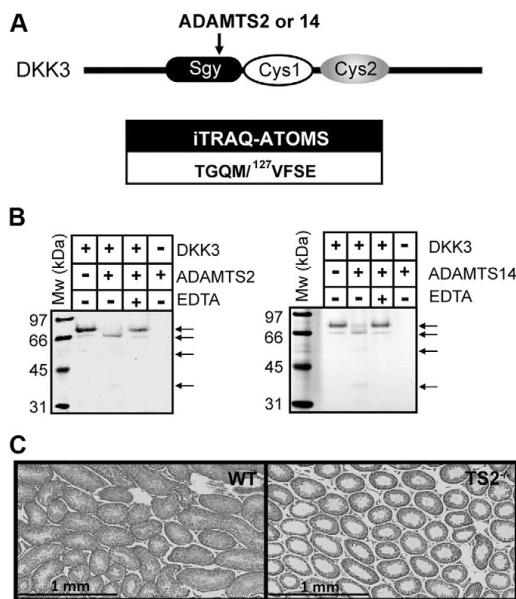 A
ADAMTS2 or 14
DKK3 Sgy Cys1 Cys2
iTRAQ-ATOMS
TGQM/¹²⁷VFSE
B
Mw (kDa) + + + - DKK3
- + + + ADAMTS2
- - + - EDTA
97
66
45
31
Mw (kDa) + + + - DKK3
- + + + ADAMTS14
- - + - EDTA
97
66
45
31
C
WT
1 mm
TS2-/-
1 mm